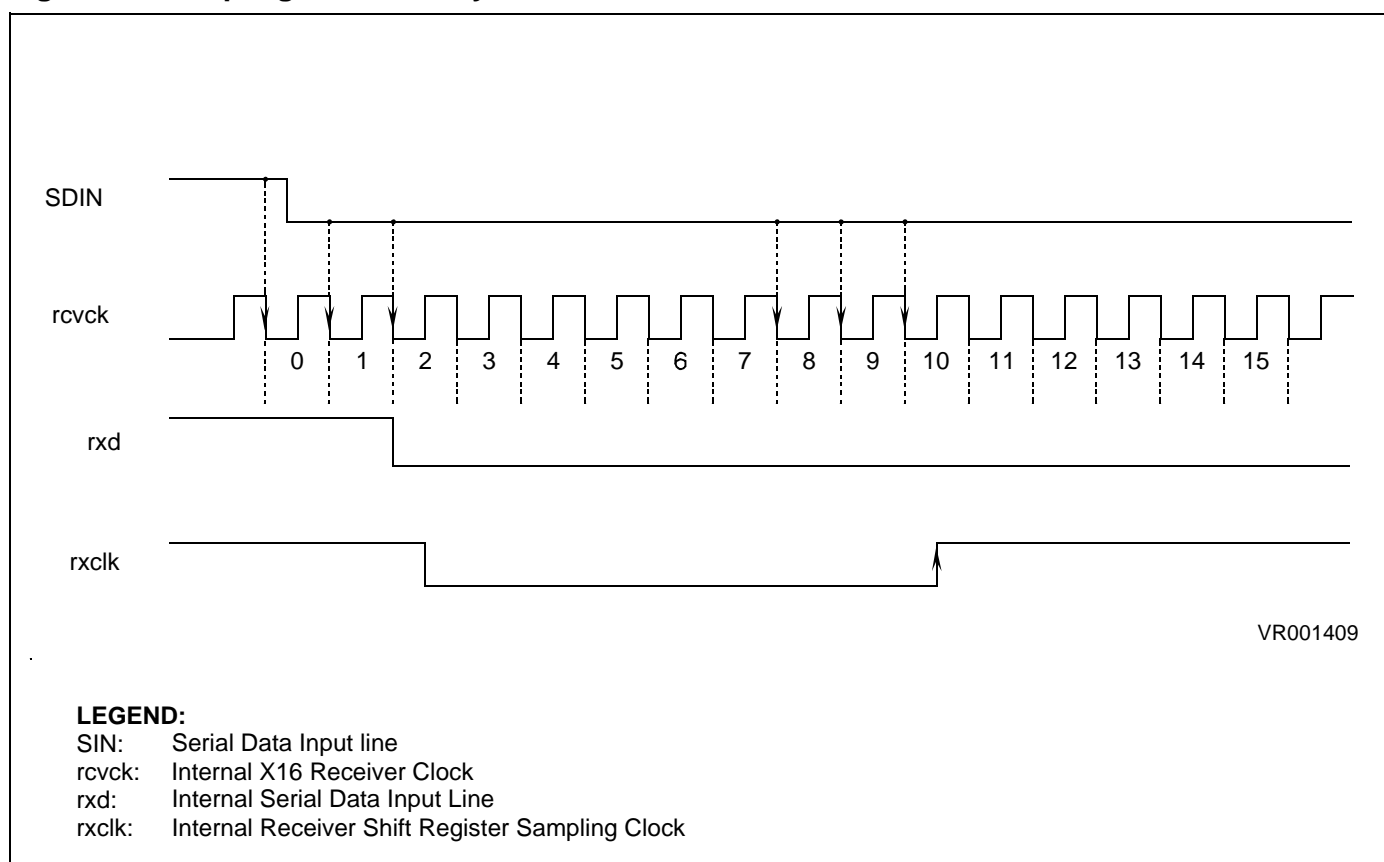 SDIN
rcvck
0 1 2 3 4 5 6 7 8 9 10 11 12 13 14 15
rxd
rxclk
VR001409
LEGEND:
SIN: Serial Data Input line
rcvck: Internal X16 Receiver Clock
rxd: Internal Serial Data Input Line
rxclk: Internal Receiver Shift Register Sampling Clock